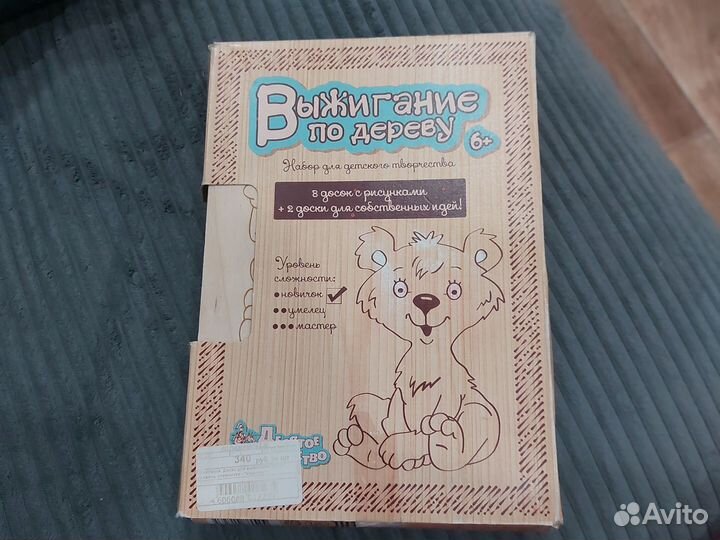 Выжигание
по дереву
6+
Набор для детского творчества
8 досок с рисунками
+ 2 доски для собственных идей!
Уровень
сложности:
новичок
умелец
мастер
340
Avito